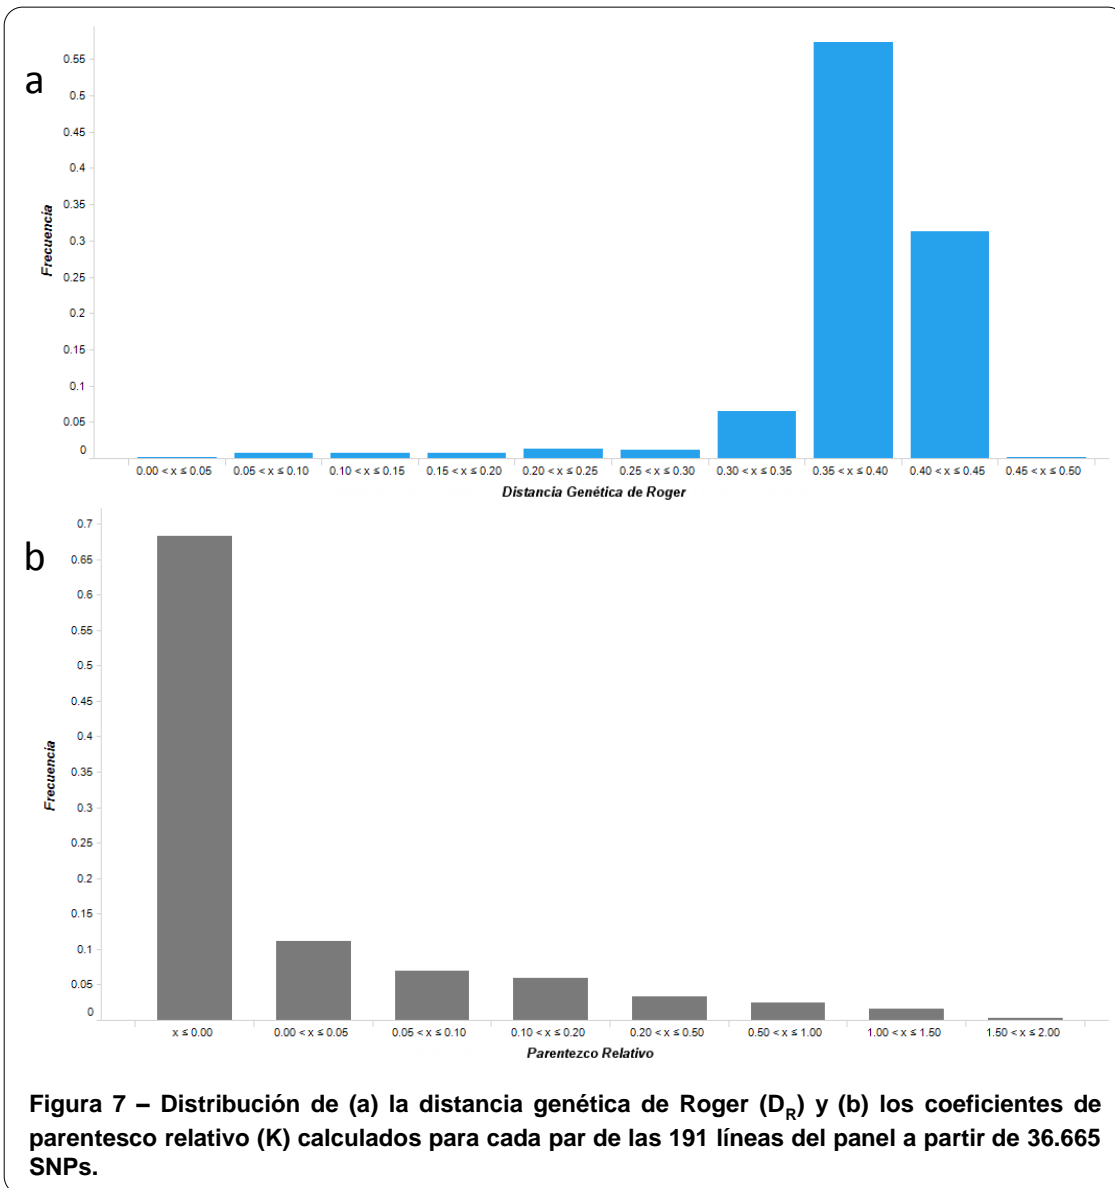 a
0.55
0.5
0.45
0.4
0.35
0.3
0.25
0.2
0.15
0.1
0.05
0
Frecuencia
0.00 < x ≤ 0.05 0.05 < x ≤ 0.10 0.10 < x ≤ 0.15 0.15 < x ≤ 0.20 0.20 < x ≤ 0.25 0.25 < x ≤ 0.30 0.30 < x ≤ 0.35 0.35 < x ≤ 0.40 0.40 < x ≤ 0.45 0.45 < x ≤ 0.50
Distancia Genética de Roger
b
0.7
0.65
0.6
0.55
0.5
0.45
0.4
0.35
0.3
0.25
0.2
0.15
0.1
0.05
0
Frecuencia
x ≤ 0.00 0.00 < x ≤ 0.05 0.05 < x ≤ 0.10 0.10 < x ≤ 0.20 0.20 < x ≤ 0.50 0.50 < x ≤ 1.00 1.00 < x ≤ 1.50 1.50 < x ≤ 2.00
Parentezco Relativo
Figura 7 – Distribución de (a) la distancia genética de Roger (D_R) y (b) los coeficientes de
parentesco relativo (K) calculados para cada par de las 191 líneas del panel a partir de 36.665
SNPs.